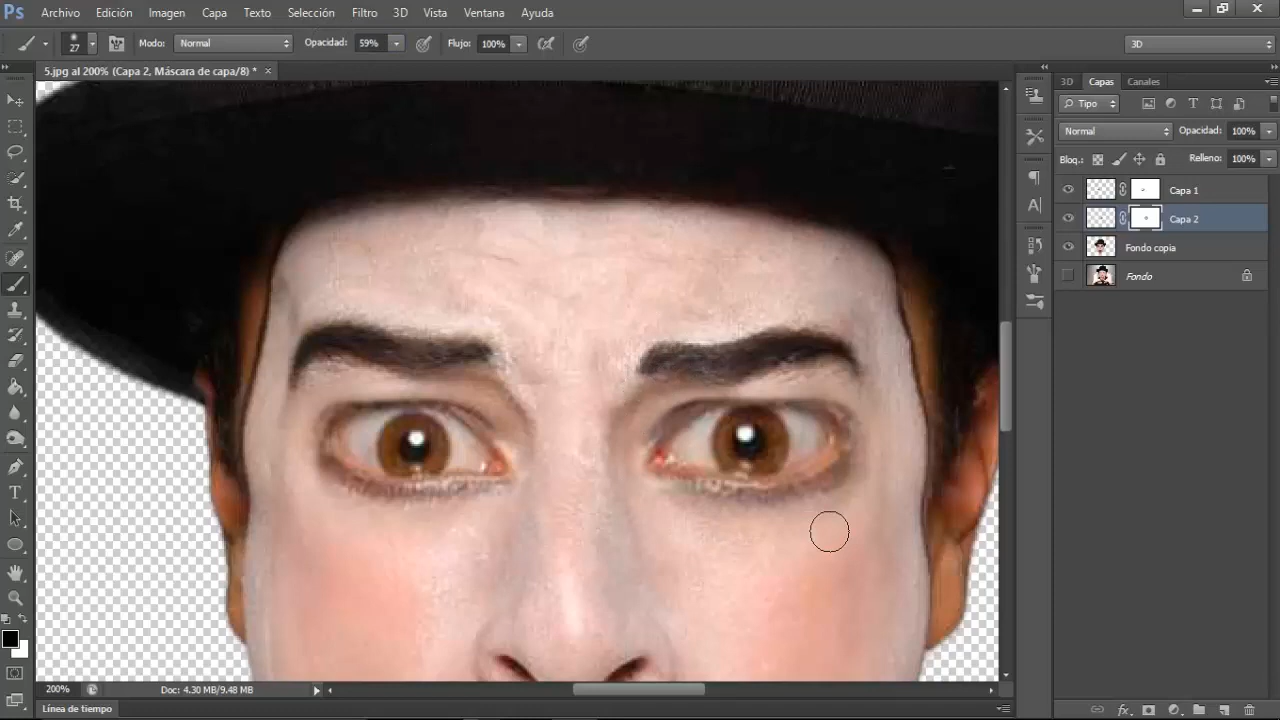 Ps Archivo Edición Imagen Capa Texto Selección Filtro 3D Vista Ventana Ayuda
27 Modo: Normal Opacidad: 59% Flujo: 100% 3D
5.jpg al 200% (Capa 2, Máscara de capa/8) * ×
3D Capas Canales
Tipo
Normal Opacidad: 100%
Bloq.: Relleno: 100%
Capa 1
Capa 2
Fondo copia
Fondo
200% Doc: 4.30 MB/9.48 MB
Línea de tiempo